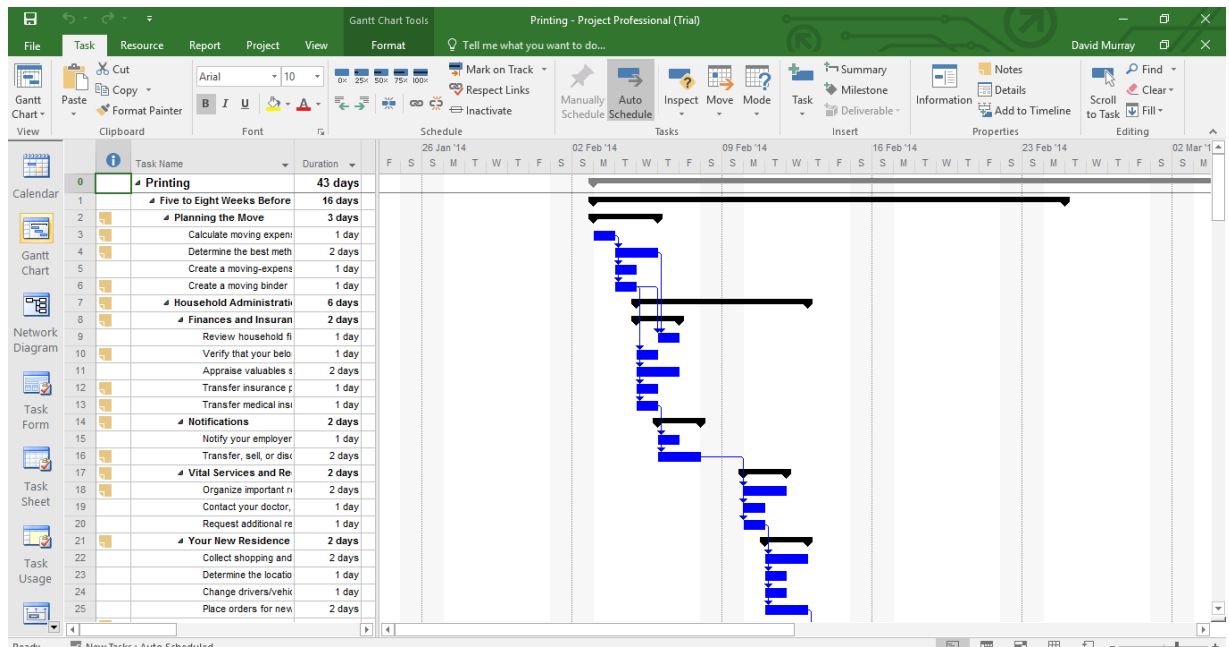 Gantt Chart Tools
Printing - Project Professional (Trial)
File Task Resource Report Project View Format Tell me what you want to do... David Murray
Gantt Chart
View
Paste
Cut
Copy
Format Painter
Clipboard
Arial 10
B I U A
Font
0× 25× 50× 75× 100×
Mark on Track
Respect Links
Inactivate
Schedule
Manually Schedule
Auto Schedule
Inspect
Move
Mode
Tasks
Task
Summary
Milestone
Deliverable
Insert
Information
Notes
Details
Add to Timeline
Properties
Scroll to Task
Find
Clear
Fill
Editing
Task Name Duration
26 Jan '14 02 Feb '14 09 Feb '14 16 Feb '14 23 Feb '14 02 Mar '1
F S S M T W T F S S M T W T F S S M T W T F S S M T W T F S S M T W T F S S M
0 Printing 43 days
1 Five to Eight Weeks Before 16 days
2 Planning the Move 3 days
3 Calculate moving expens 1 day
4 Determine the best meth 2 days
5 Create a moving-expens 1 day
6 Create a moving binder 1 day
7 Household Administrati 6 days
8 Finances and Insuran 2 days
9 Review household fi 1 day
10 Verify that your belo 1 day
11 Appraise valuables s 2 days
12 Transfer insurance p 1 day
13 Transfer medical insu 1 day
14 Notifications 2 days
15 Notify your employer 1 day
16 Transfer, sell, or disc 2 days
17 Vital Services and Re 2 days
18 Organize important r 2 days
19 Contact your doctor, 1 day
20 Request additional re 1 day
21 Your New Residence 2 days
22 Collect shopping and 2 days
23 Determine the locatio 1 day
24 Change drivers/vehic 1 day
25 Place orders for new 2 days
Calendar
Gantt Chart
Network Diagram
Task Form
Task Sheet
Task Usage
Ready New Tasks : Auto Scheduled